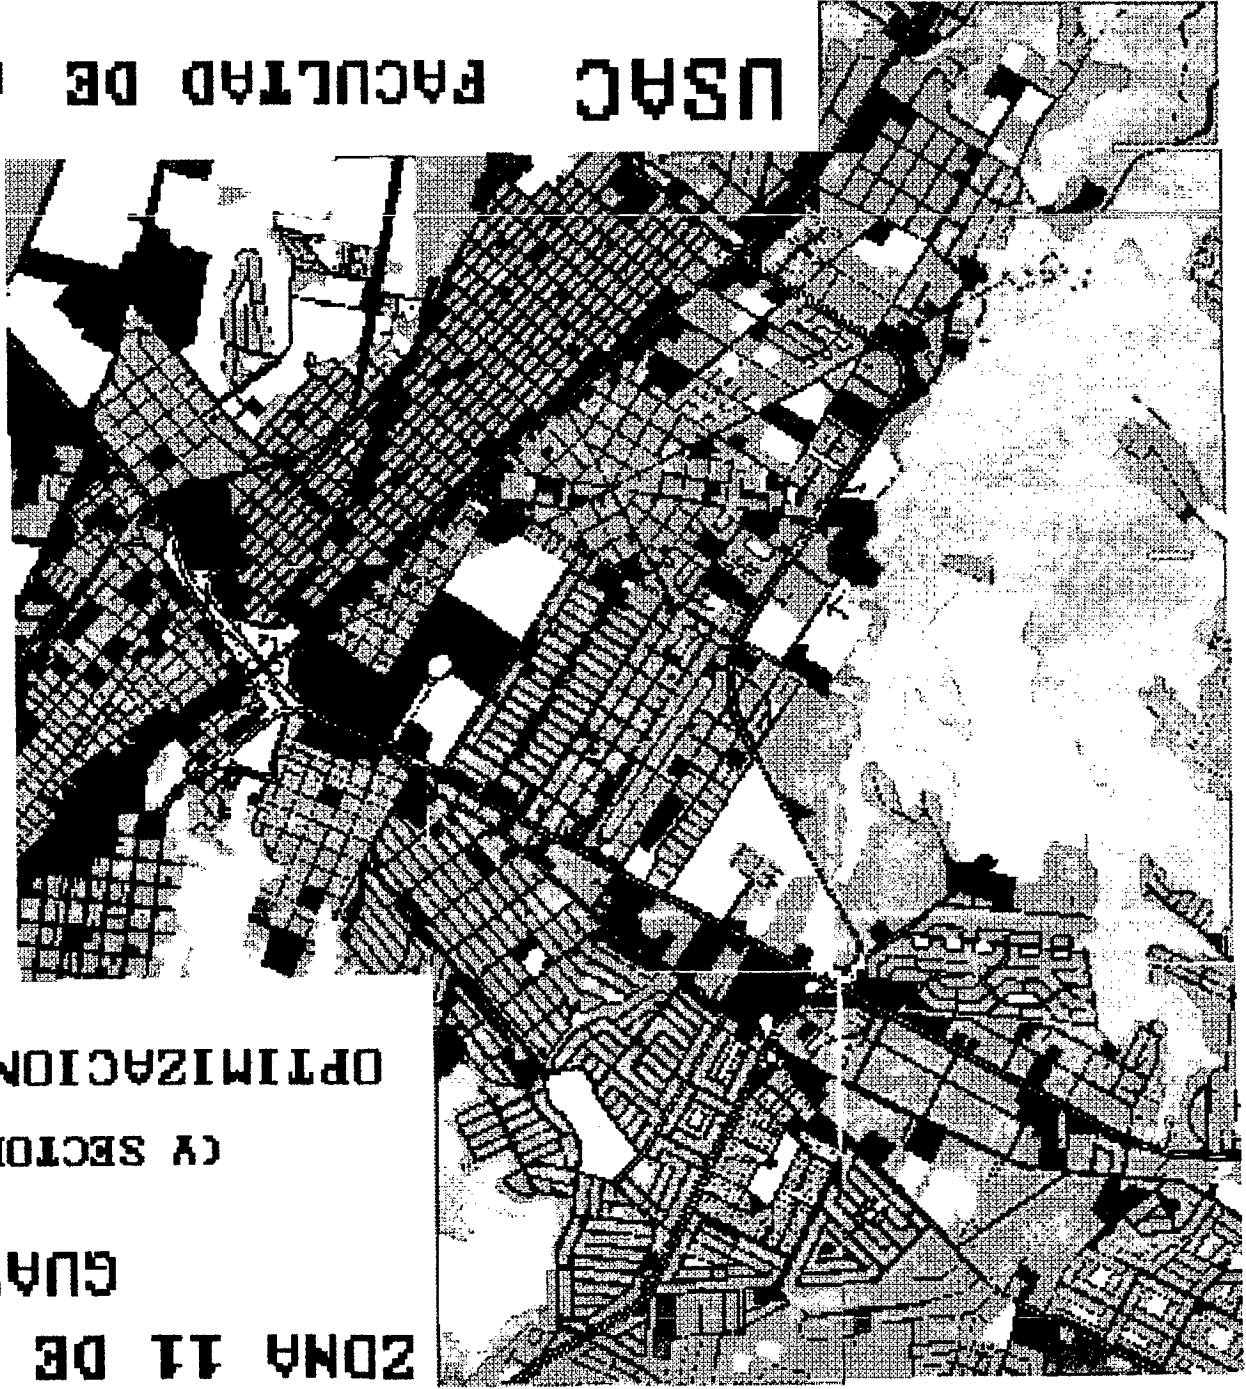 ZONA 11 DE
GUA
(Y SECTO
OPTIMIZACION
USAC FACULTAD DE